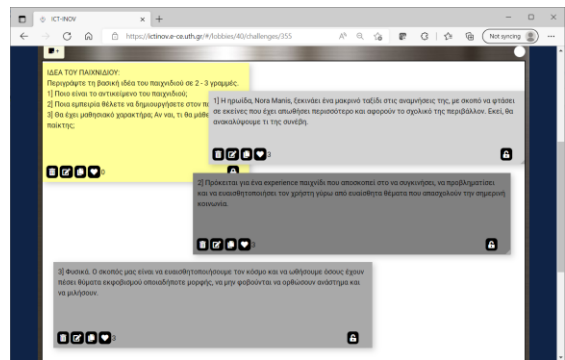 ICT-INOV
https://ictinov.e-ce.uth.gr/#/lobbies/40/challenges/355
Not syncing
ΙΔΕΑ ΤΟΥ ΠΑΙΧΝΙΔΙΟΥ:
Περιγράψτε τη βασική ιδέα του παιχνιδιού σε 2 - 3 γραμμές.
1] Ποιο είναι το αντικείμενο του παιχνιδιού;
2] Ποια εμπειρία θέλετε να δημιουργήσετε στον
3] Θα έχει μαθησιακό χαρακτήρα; Αν ναι, τι θα μάθε
παίκτης;
0
1] Η ηρωίδα, Nora Manis, ξεκινάει ένα μακρινό ταξίδι στις αναμνήσεις της, με σκοπό να φτάσει
σε εκείνες που έχει απωθήσει περισσότερο και αφορούν το σχολικό της περιβάλλον. Εκεί, θα
ανακαλύψουμε τι της συνέβη.
3
2] Πρόκειται για ένα experience παιχνίδι που αποσκοπεί στο να συγκινήσει, να προβληματίσει
και να ευαισθητοποιήσει τον χρήστη γύρω από ευαίσθητα θέματα που απασχολούν την σημερινή
κοινωνία.
3
3] Φυσικά. Ο σκοπός μας είναι να ευαισθητοποιήσουμε τον κόσμο και να ωθήσουμε όσους έχουν
πέσει θύματα εκφοβισμού οποιαδήποτε μορφής, να μην φοβούνται να ορθώσουν ανάστημα και
να μιλήσουν.
3